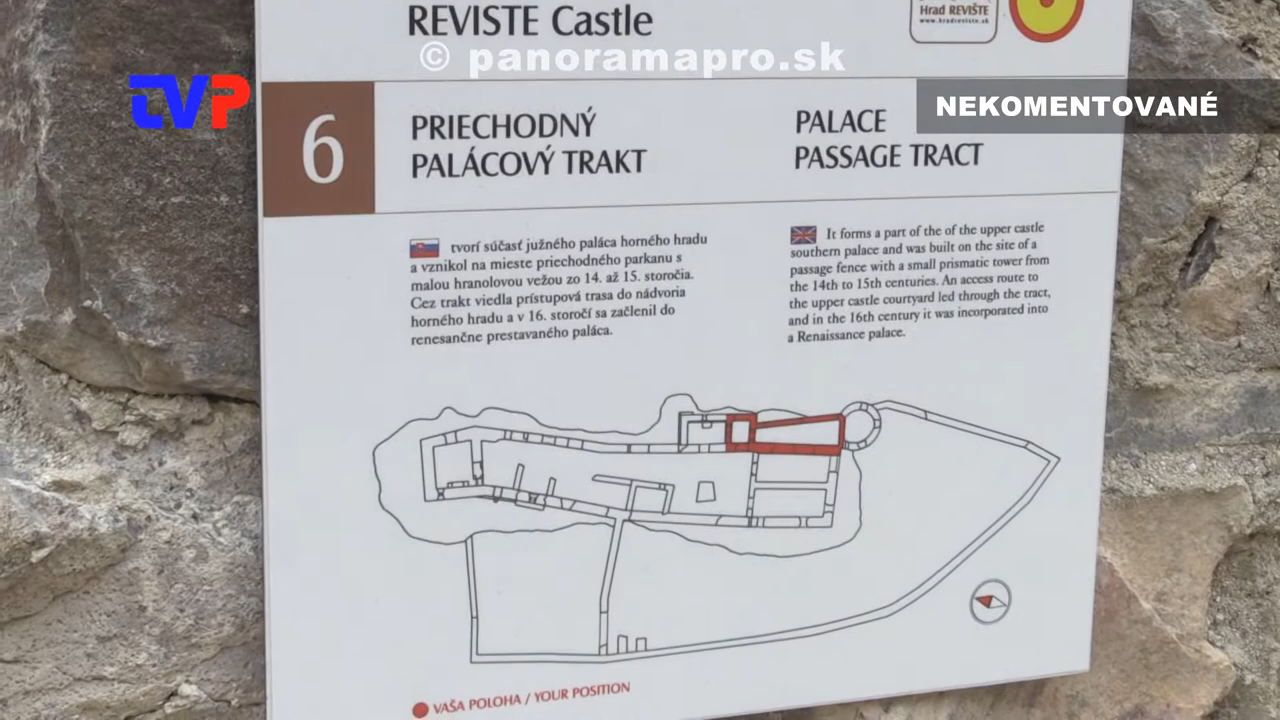 REVISTE Castle
Hrad REVIŠTE
www.hradreviste.sk
© panoramapro.sk
TVP
NEKOMENTOVANÉ
6
PRIECHODNÝ
PALÁCOVÝ TRAKT
PALACE
PASSAGE TRACT
tvorí súčasť južného paláca horného hradu
a vznikol na mieste priechodného parkanu s
malou hranolovou vežou zo 14. až 15. storočia.
Cez trakt viedla prístupová trasa do nádvoria
horného hradu a v 16. storočí sa začlenil do
renesančne prestavaného paláca.
It forms a part of the of the upper castle
southern palace and was built on the site of a
passage fence with a small prismatic tower from
the 14th to 15th centuries. An access route to
the upper castle courtyard led through the tract,
and in the 16th century it was incorporated into
a Renaissance palace.
VAŠA POLOHA / YOUR POSITION